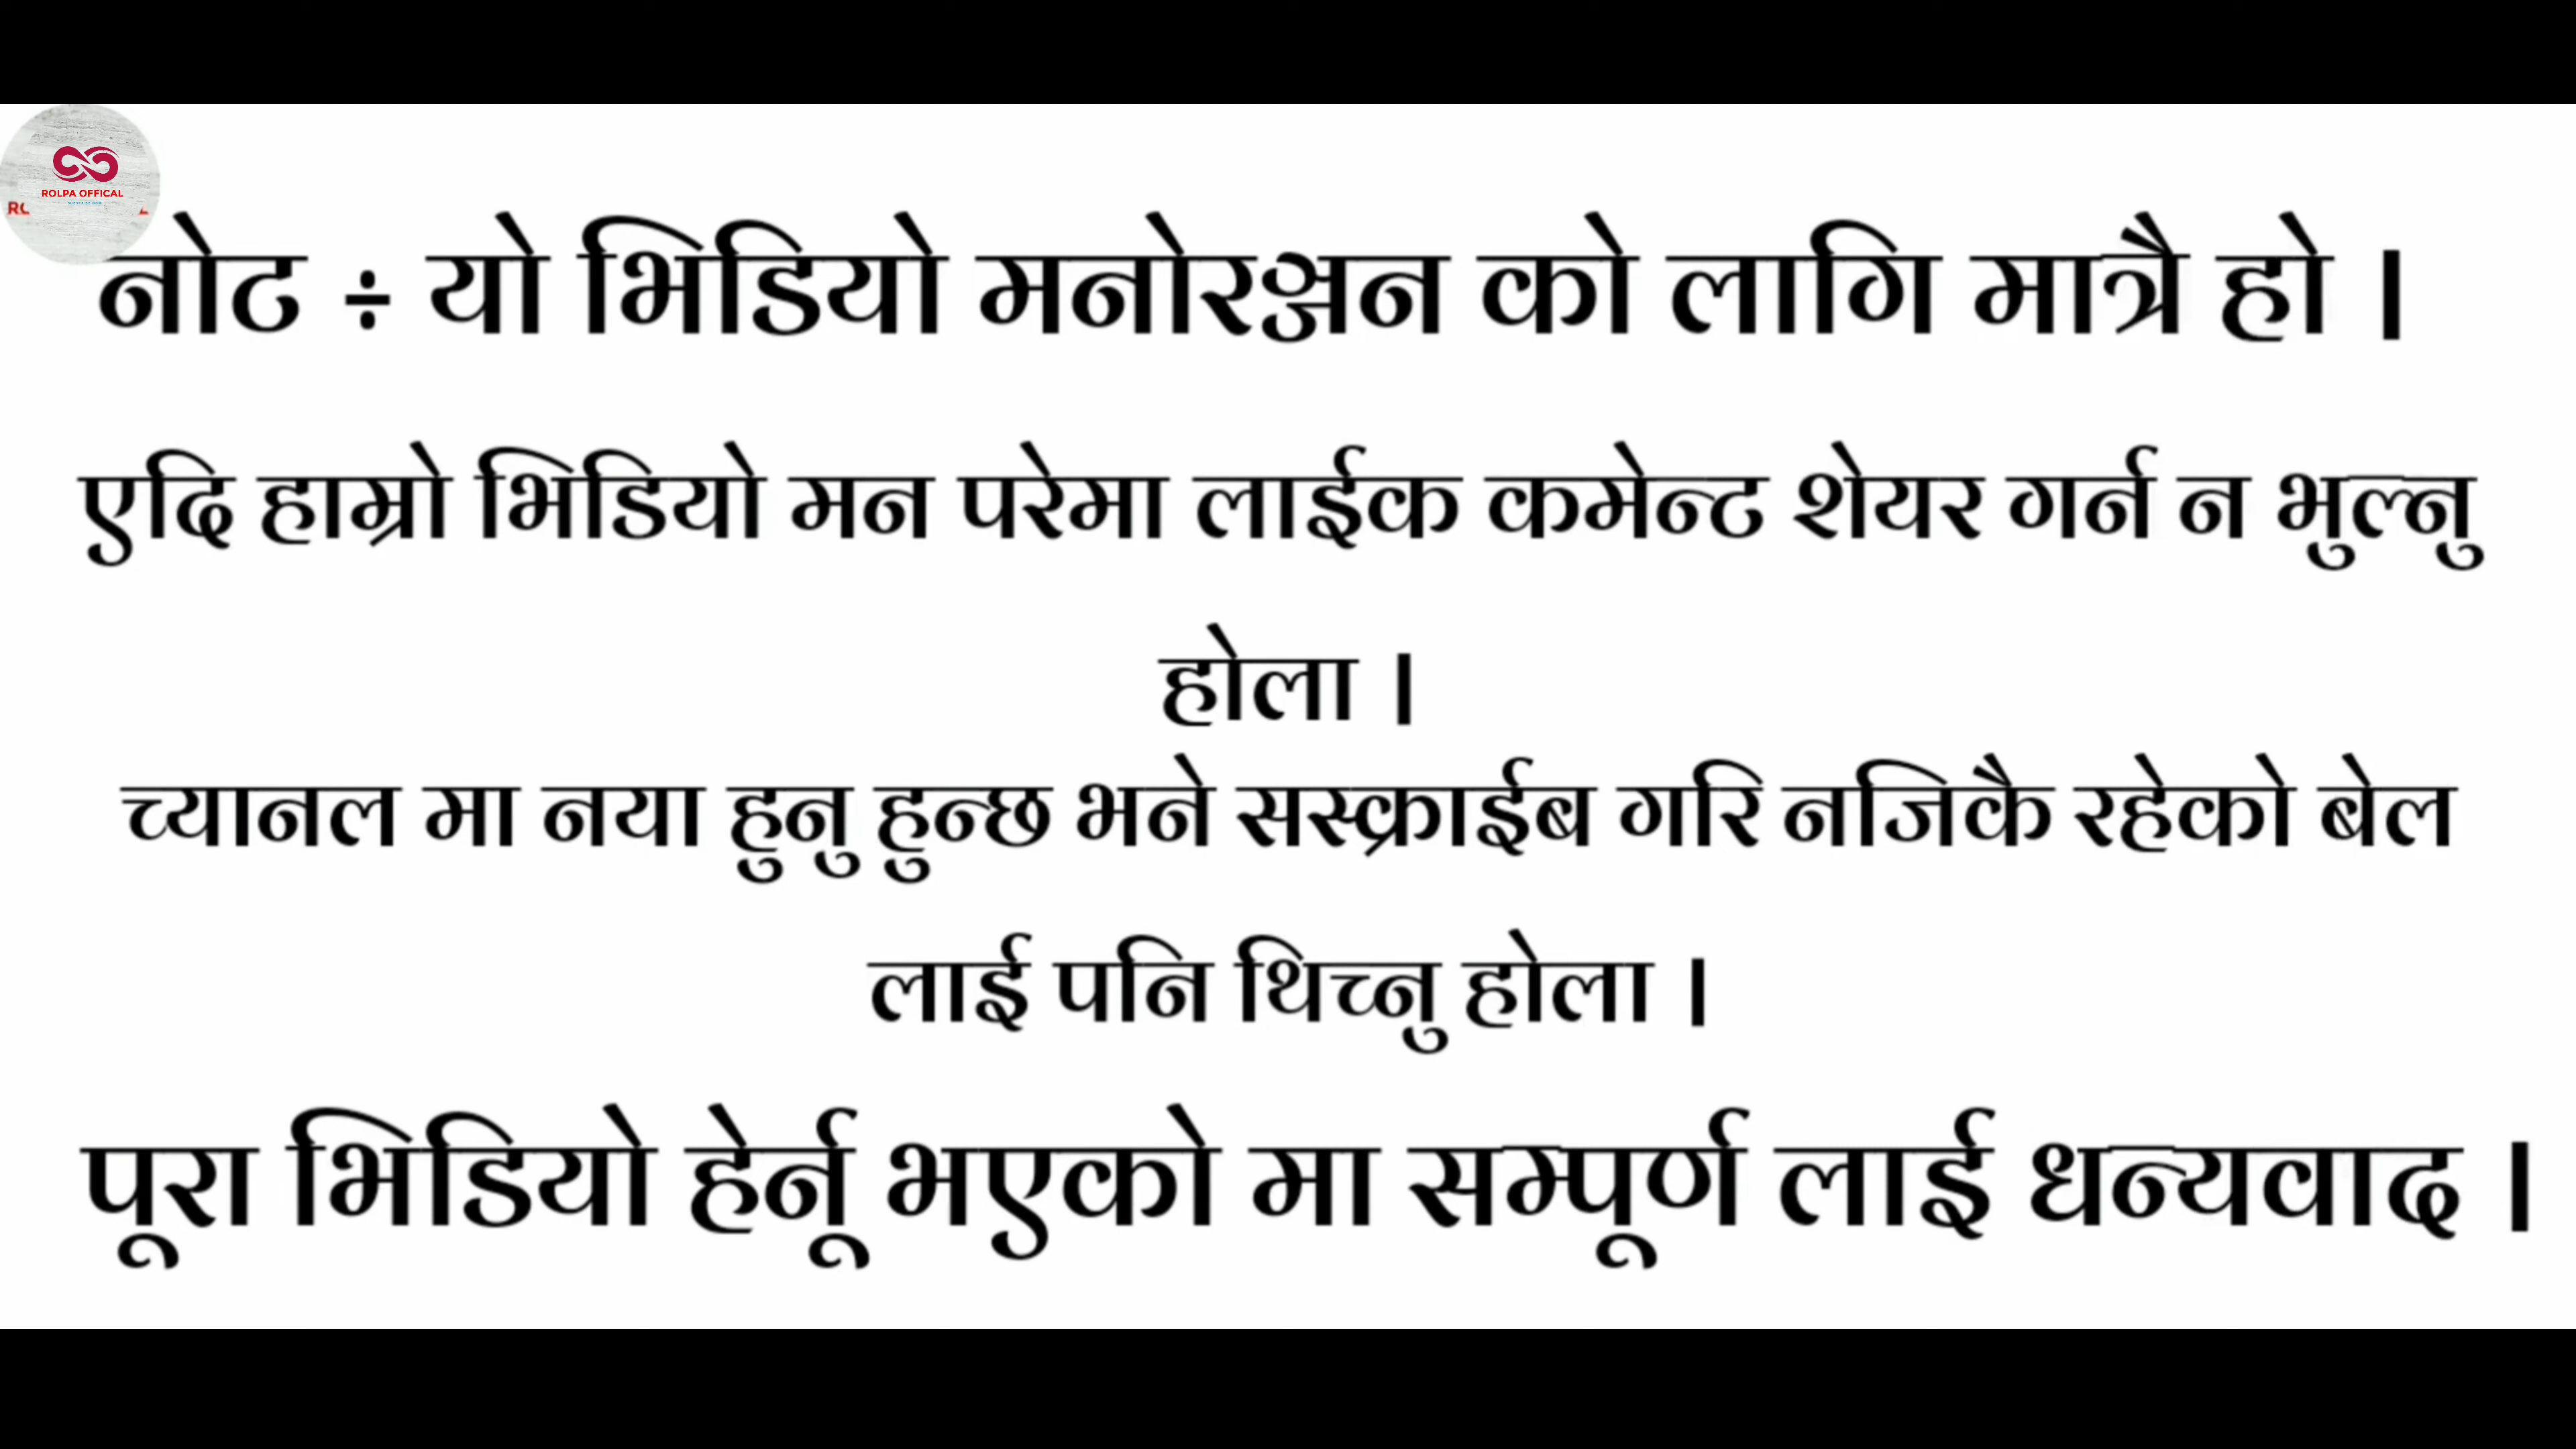 ROLPA OFFICAL
नोट ÷ यो भिडियो मनोरञ्जन को लागि मात्रै हो ।
एदि हाम्रो भिडियो मन परेमा लाईक कमेन्ट शेयर गर्न न भुल्नु
होला ।
च्यानल मा नया हुनु हुन्छ भने सस्क्राईब गरि नजिकै रहेको बेल
लाई पनि थिच्नु होला ।
पूरा भिडियो हेर्नू भएको मा सम्पूर्ण लाई धन्यवाद ।